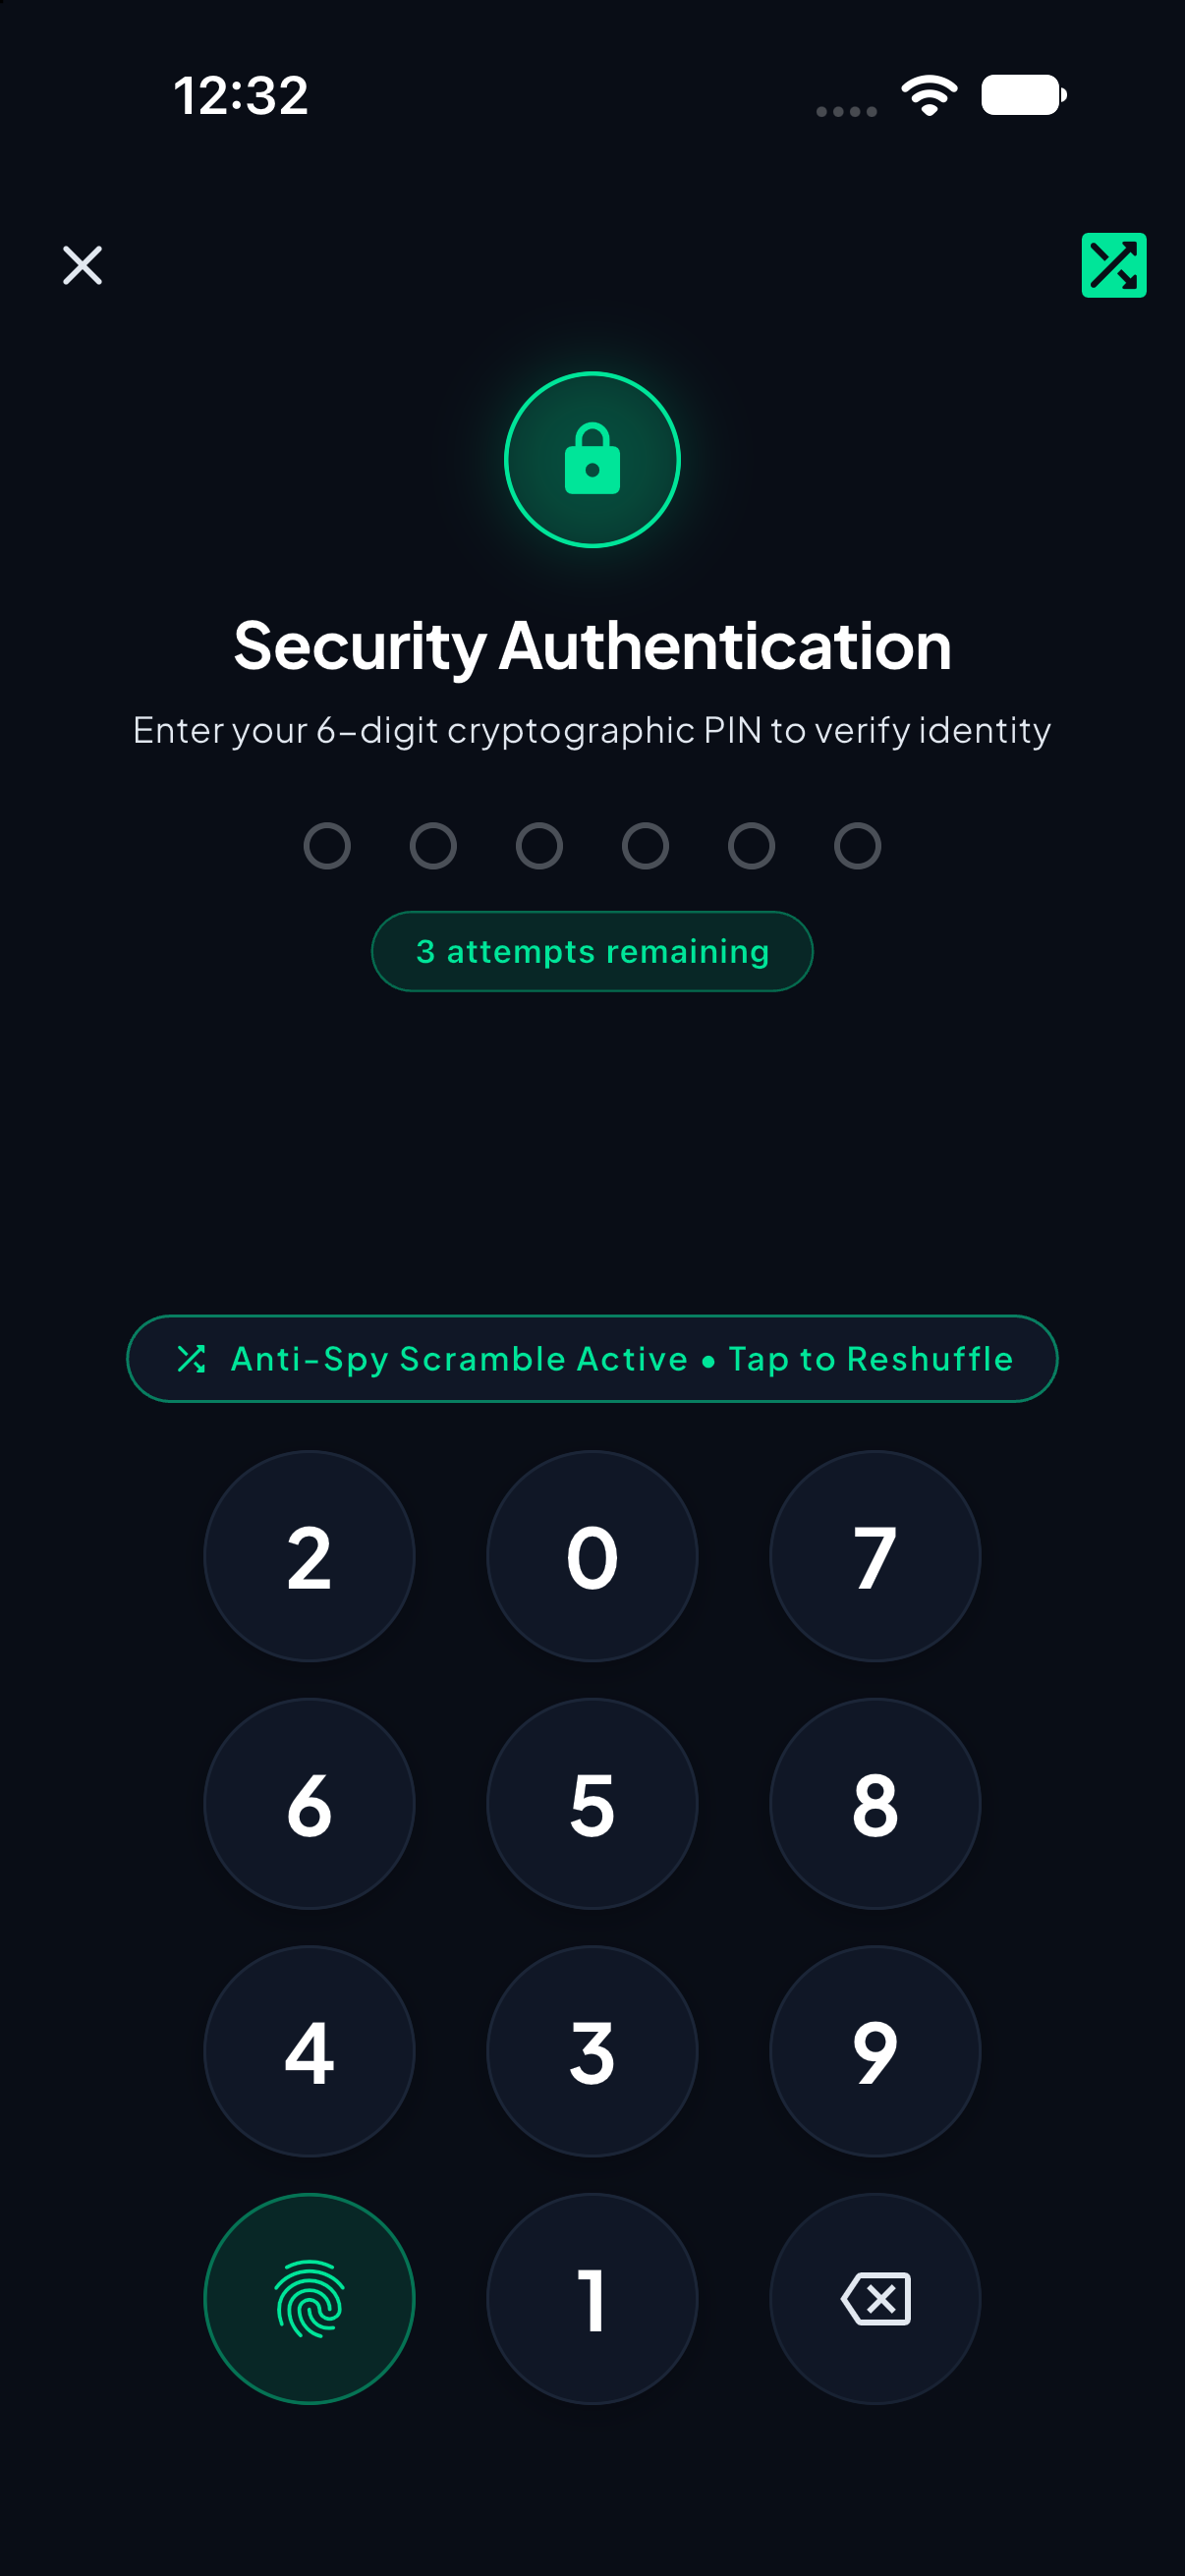 12:32
Security Authentication
Enter your 6-digit cryptographic PIN to verify identity
3 attempts remaining
Anti-Spy Scramble Active • Tap to Reshuffle
2 0 7
6 5 8
4 3 9
1